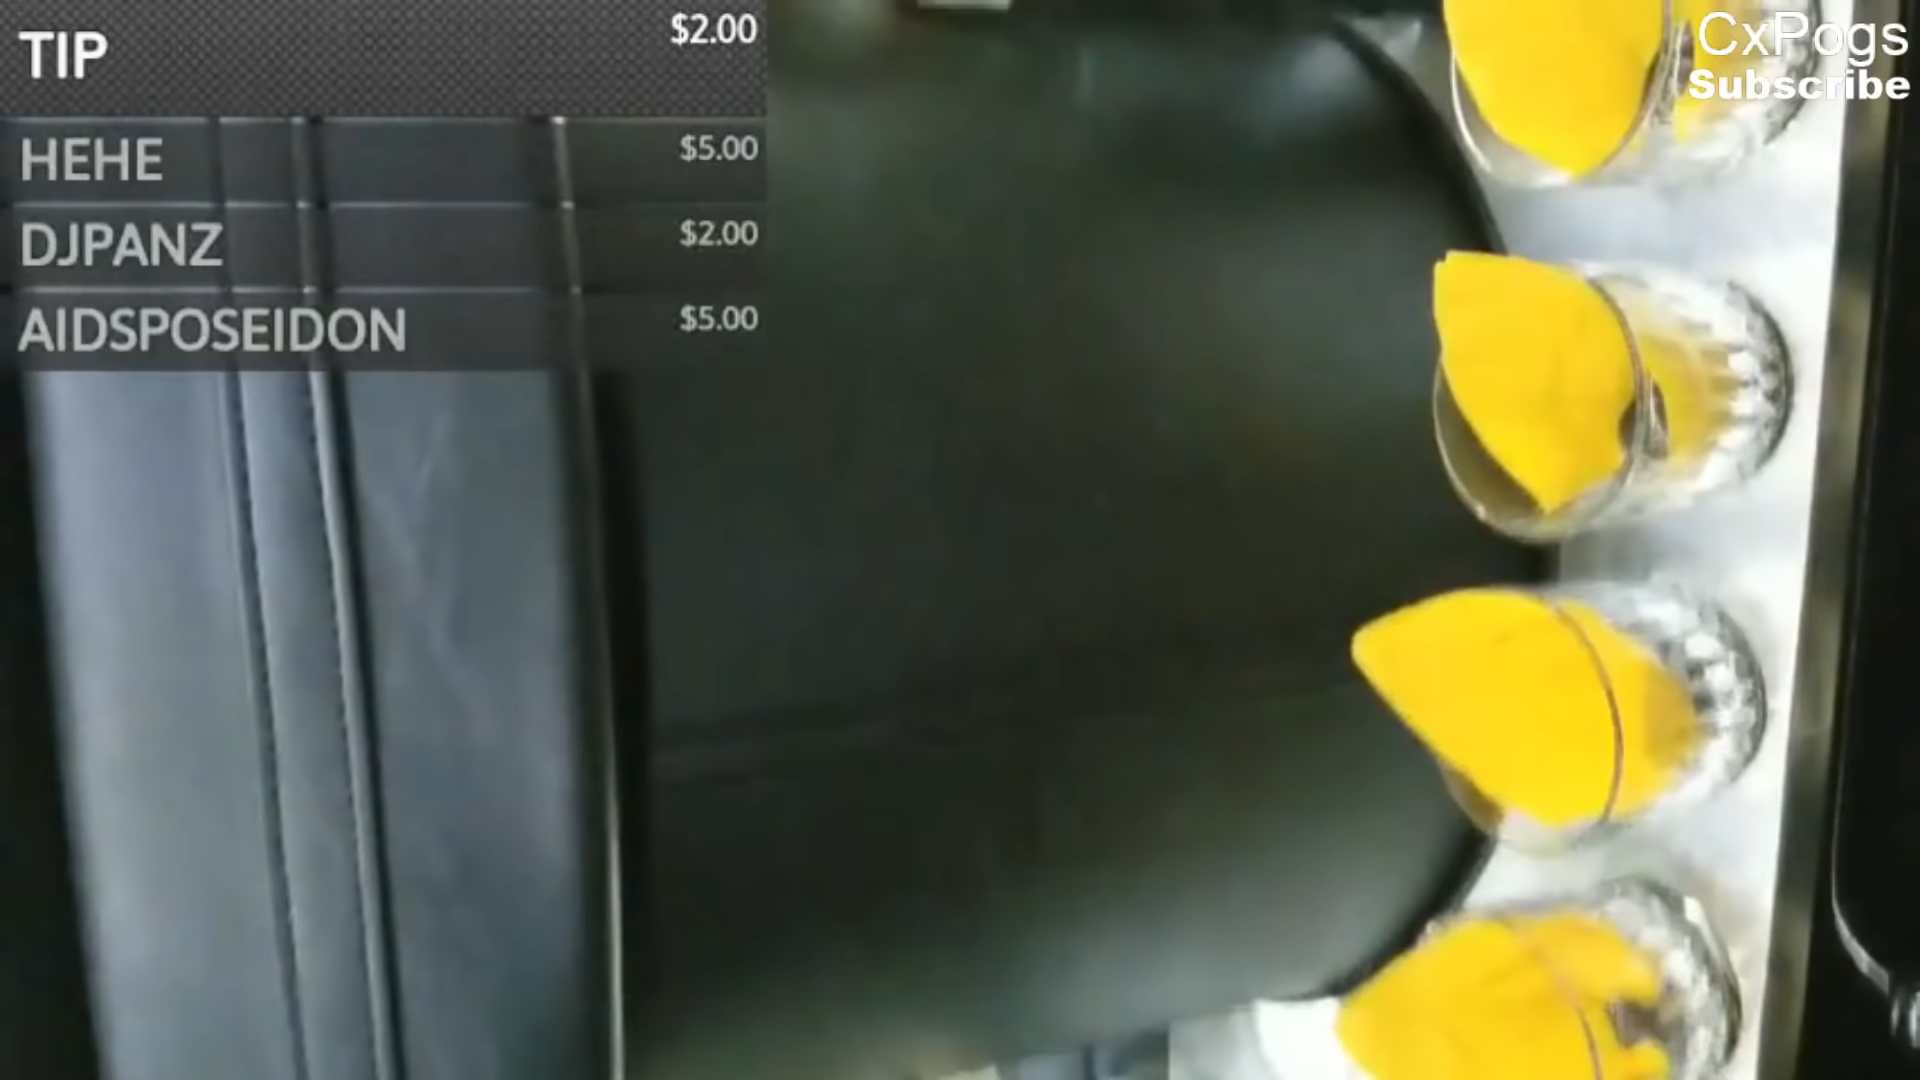 TIP $2.00
HEHE $5.00
DJPANZ $2.00
AIDSPOSEIDON $5.00
CxPogs
Subscribe